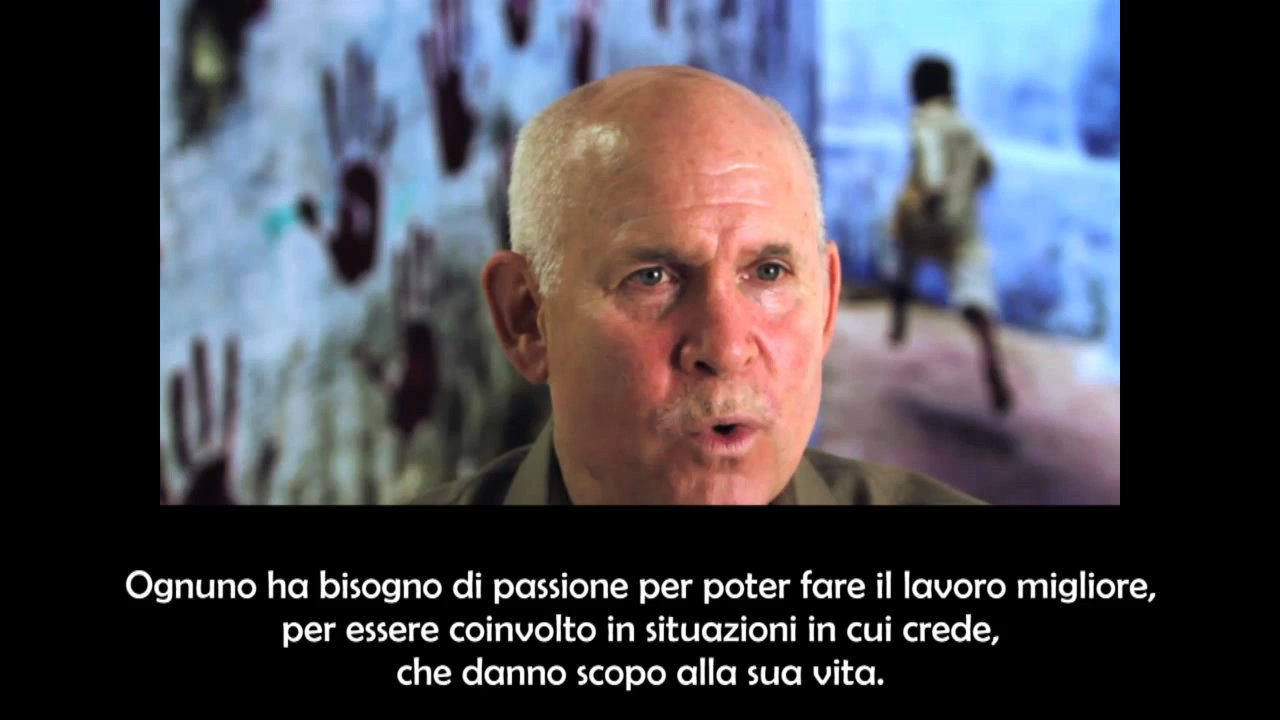 Ognuno ha bisogno di passione per poter fare il lavoro migliore,
per essere coinvolto in situazioni in cui crede,
che danno scopo alla sua vita.